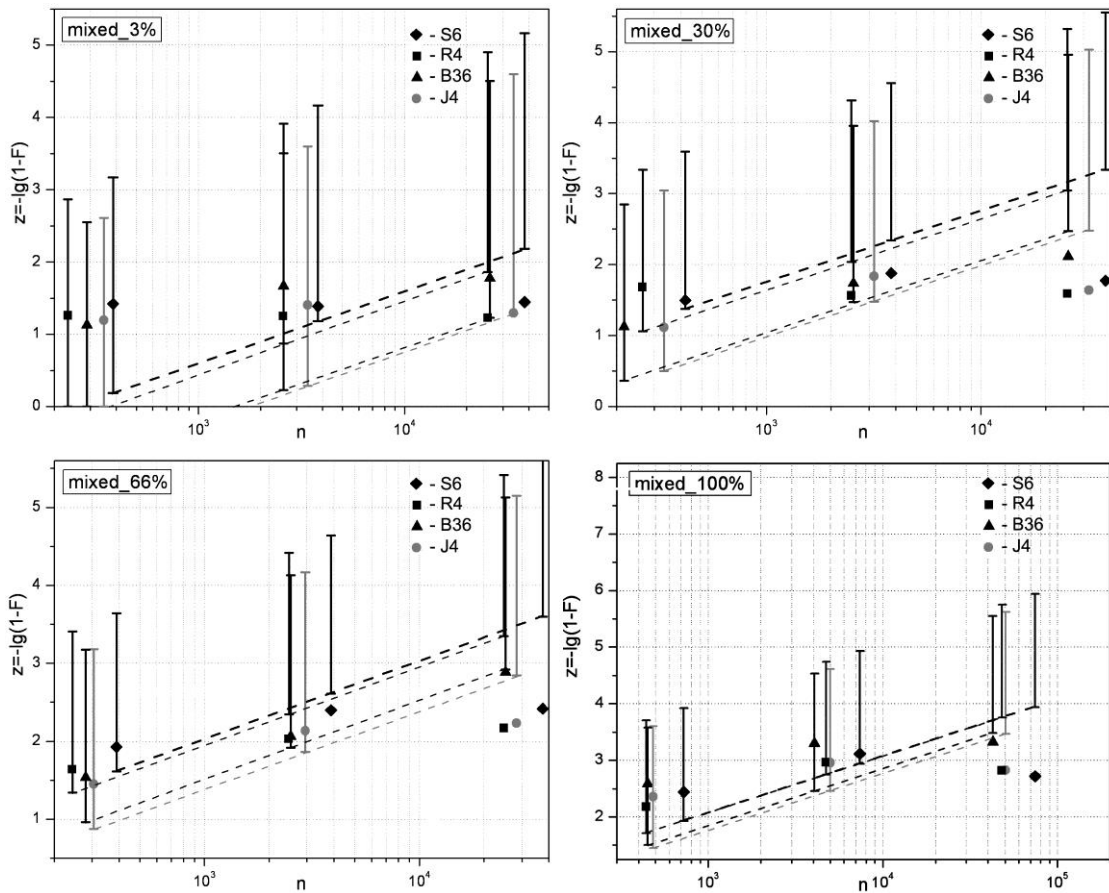 mixed_3%
- S6
- R4
- B36
- J4
z=-lg(1-F)
5
4
3
2
1
0
10³
10⁴
n
mixed_30%
- S6
- R4
- B36
- J4
z=-lg(1-F)
5
4
3
2
1
0
10³
10⁴
n
mixed_66%
- S6
- R4
- B36
- J4
z=-lg(1-F)
5
4
3
2
1
10³
10⁴
n
mixed_100%
- S6
- R4
- B36
- J4
z=-lg(1-F)
8
7
6
5
4
3
2
10³
10⁴
10⁵
n